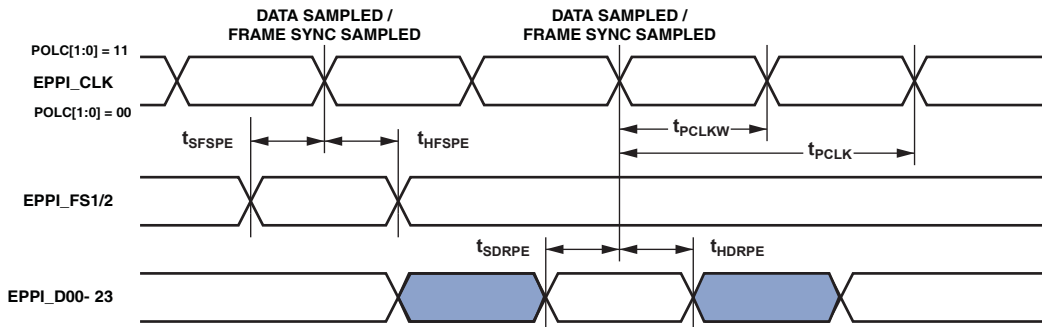 DATA SAMPLED /
FRAME SYNC SAMPLED
DATA SAMPLED /
FRAME SYNC SAMPLED
POLC[1:0] = 11
EPPI_CLK
POLC[1:0] = 00
tSFSPE
tHFSPE
tPCLKW
tPCLK
EPPI_FS1/2
tSDRPE
tHDRPE
EPPI_D00- 23